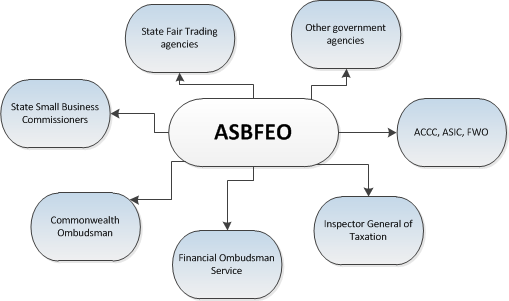 State Fair Trading
agencies
Other government
agencies
State Small Business
Commissioners
ASBFEO
ACCC, ASIC, FWO
Commonwealth
Ombudsman
Inspector General of
Taxation
Financial Ombudsman
Service